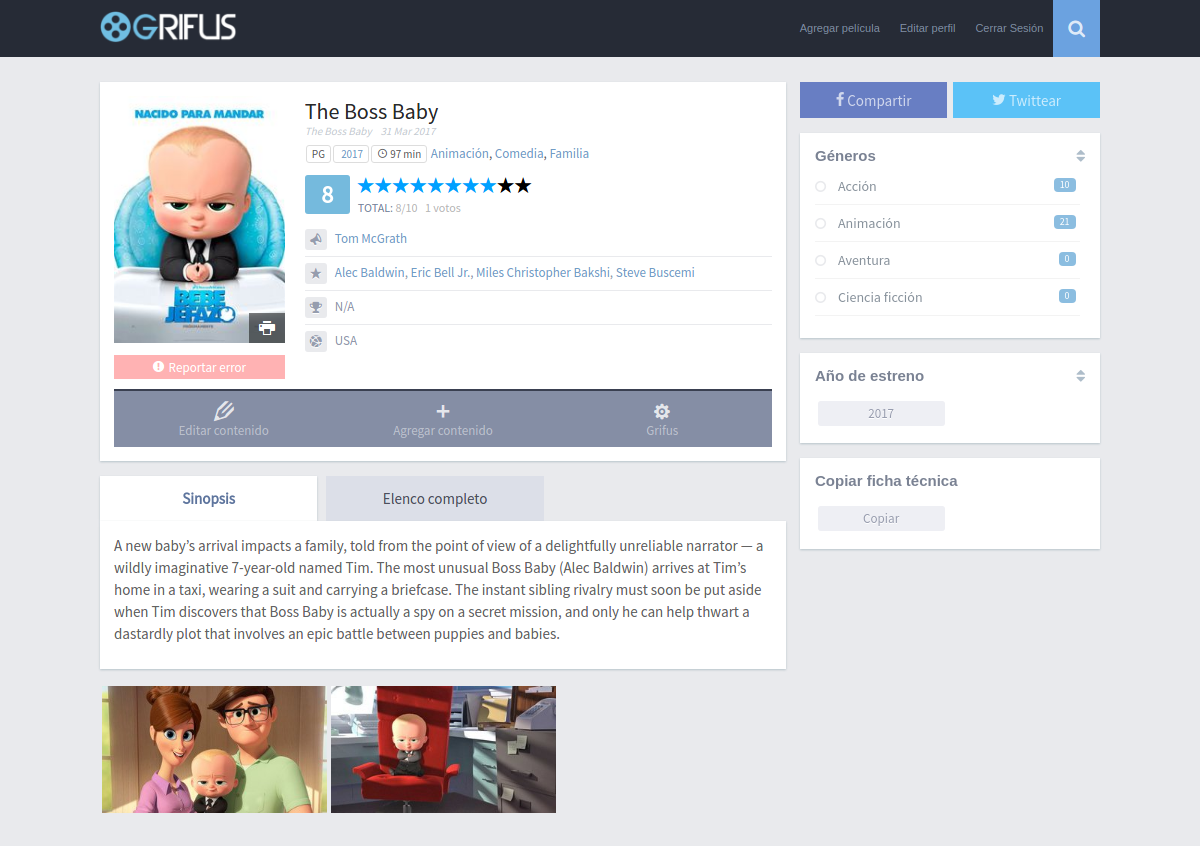 GRIFUS
Agregar película Editar perfil Cerrar Sesión
NACIDO PARA MANDAR
BEBÉ
JEFAZO
Reportar error
The Boss Baby
The Boss Baby 31 Mar 2017
PG 2017 97 min Animación, Comedia, Familia
8
TOTAL: 8/10 1 votos
Tom McGrath
Alec Baldwin, Eric Bell Jr., Miles Christopher Bakshi, Steve Buscemi
N/A
USA
Editar contenido
Agregar contenido
Grifus
Sinopsis
Elenco completo
A new baby’s arrival impacts a family, told from the point of view of a delightfully unreliable narrator — a
wildly imaginative 7-year-old named Tim. The most unusual Boss Baby (Alec Baldwin) arrives at Tim’s
home in a taxi, wearing a suit and carrying a briefcase. The instant sibling rivalry must soon be put aside
when Tim discovers that Boss Baby is actually a spy on a secret mission, and only he can help thwart a
dastardly plot that involves an epic battle between puppies and babies.
Compartir
Twittear
Géneros
Acción 10
Animación 21
Aventura 0
Ciencia ficción 0
Año de estreno
2017
Copiar ficha técnica
Copiar